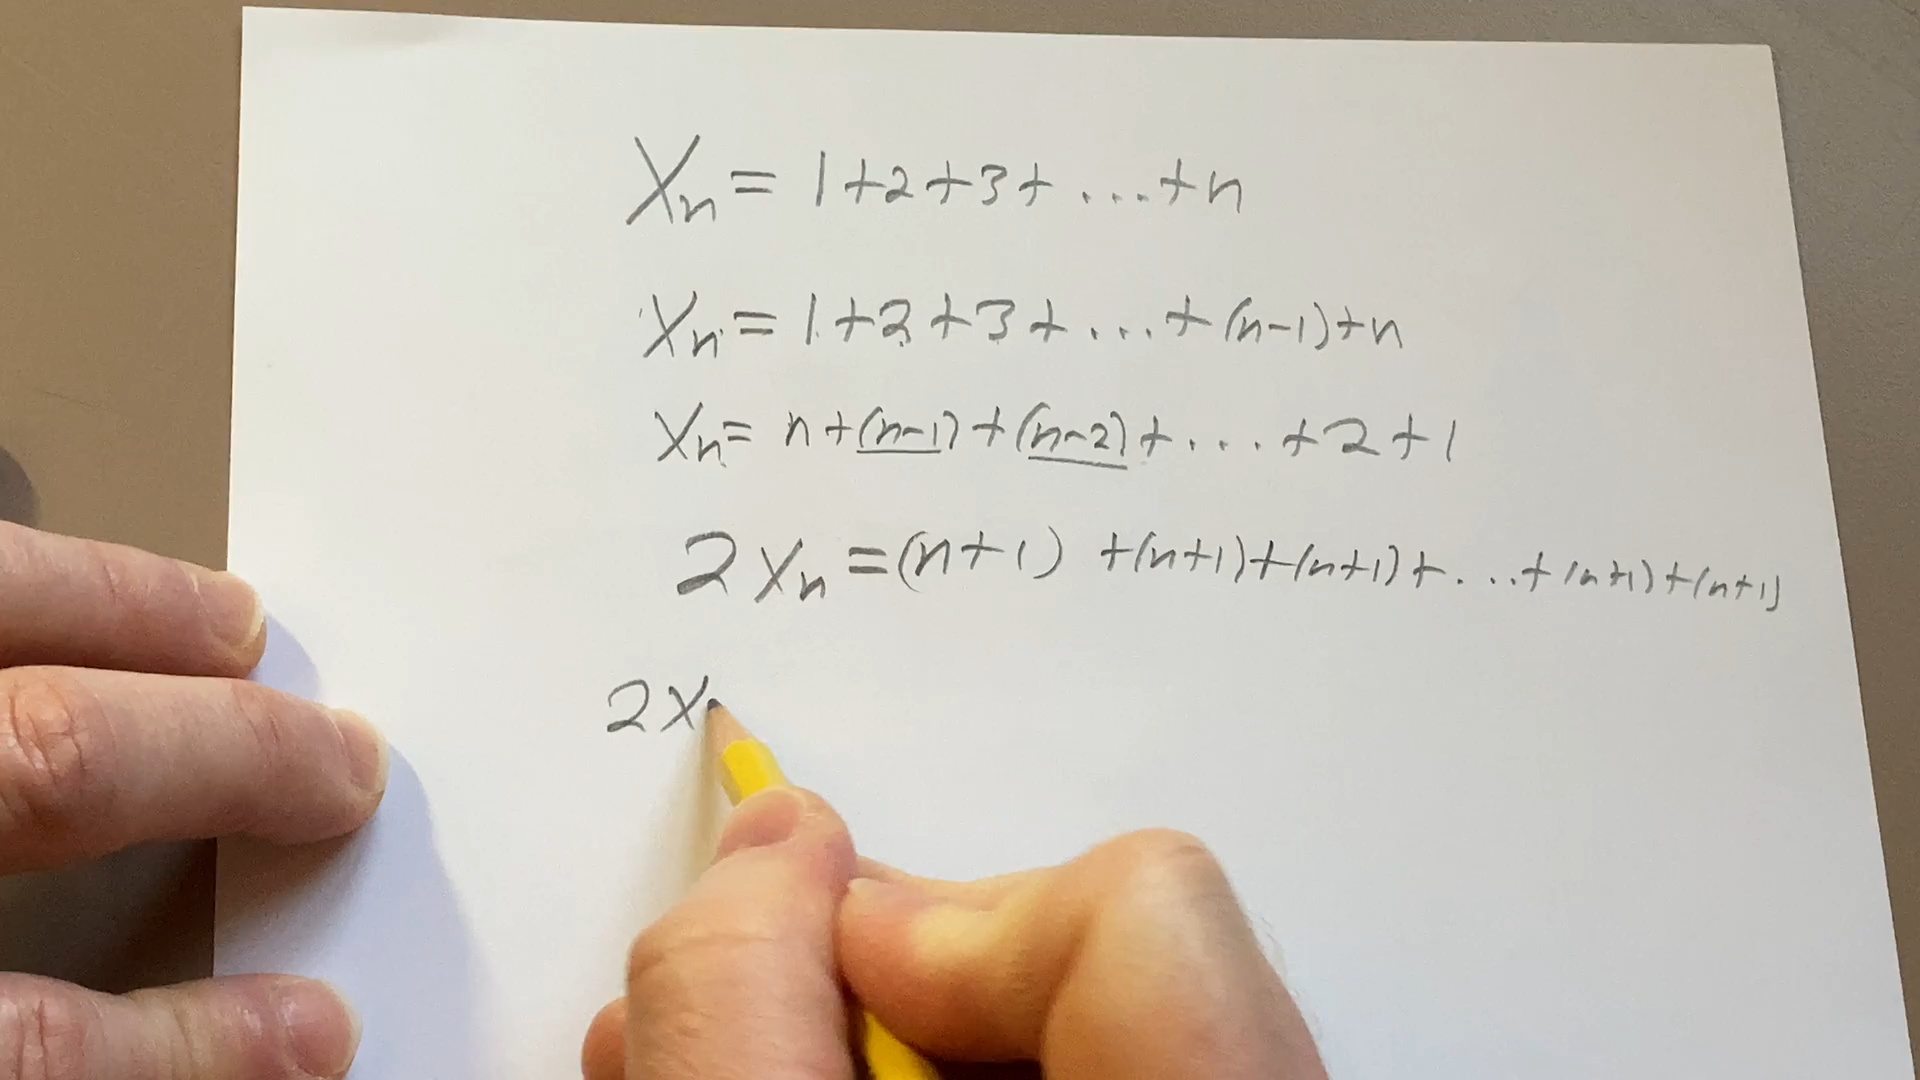 Xn = 1+2+3+ ...+n
Xn = 1+2+3+...+(n-1)+n
Xn = n+(n-1)+(n-2)+...+2+1
2Xn =(n+1) +(n+1)+(n+1)+...+(n+1)+(n+1)
2X